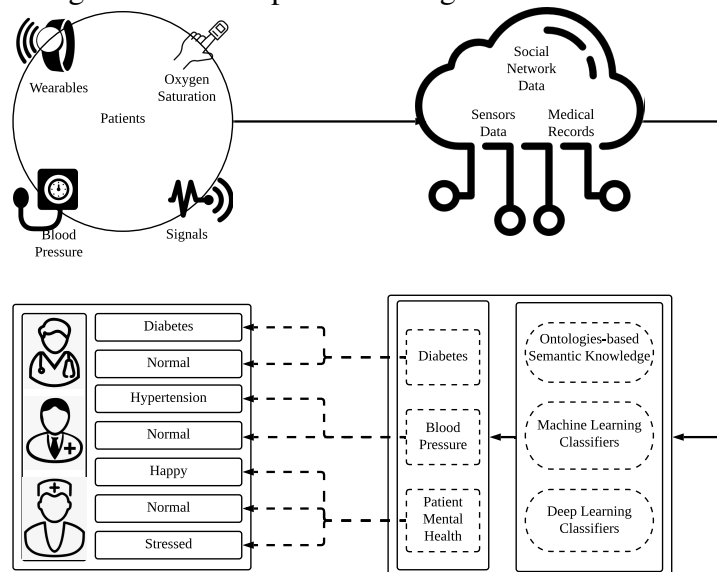 Wearables
Oxygen
Saturation
Patients
Blood
Pressure
Signals
Social
Network
Data
Sensors
Data
Medical
Records
Diabetes
Normal
Hypertension
Normal
Happy
Normal
Stressed
Diabetes
Blood
Pressure
Patient
Mental
Health
Ontologies-based
Semantic Knowledge
Machine Learning
Classifiers
Deep Learning
Classifiers